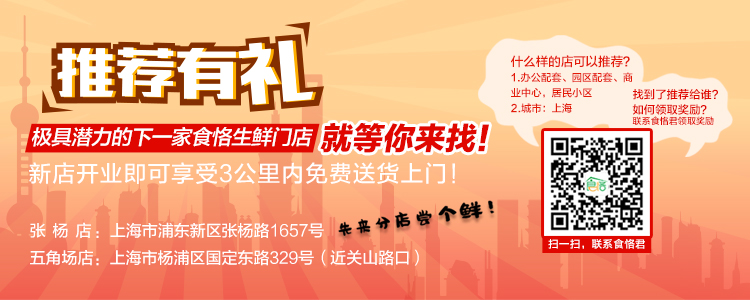 推荐有礼
极具潜力的下一家食恪生鲜门店 就等你来找！
新店开业即可享受3公里内免费送货上门！
张杨店：上海市浦东新区张杨路1657号
五角场店：上海市杨浦区国定东路329号（近关山路口）
先来分店尝个鲜！
什么样的店可以推荐？
1.办公配套、园区配套、商
业中心、居民小区
2.城市：上海
找到了推荐给谁？
如何领取奖励？
联系食恪君领取奖励
扫一扫，联系食恪君